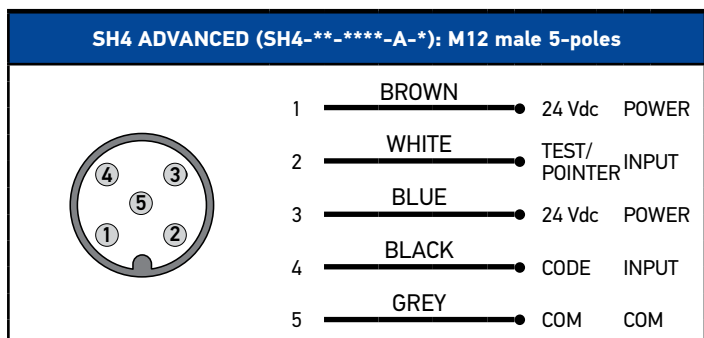 SH4 ADVANCED (SH4-**-****-A-*): M12 male 5-poles
4 3
5
1 2
1 BROWN 24 Vdc POWER
2 WHITE TEST/
POINTER INPUT
3 BLUE 24 Vdc POWER
4 BLACK CODE INPUT
5 GREY COM COM